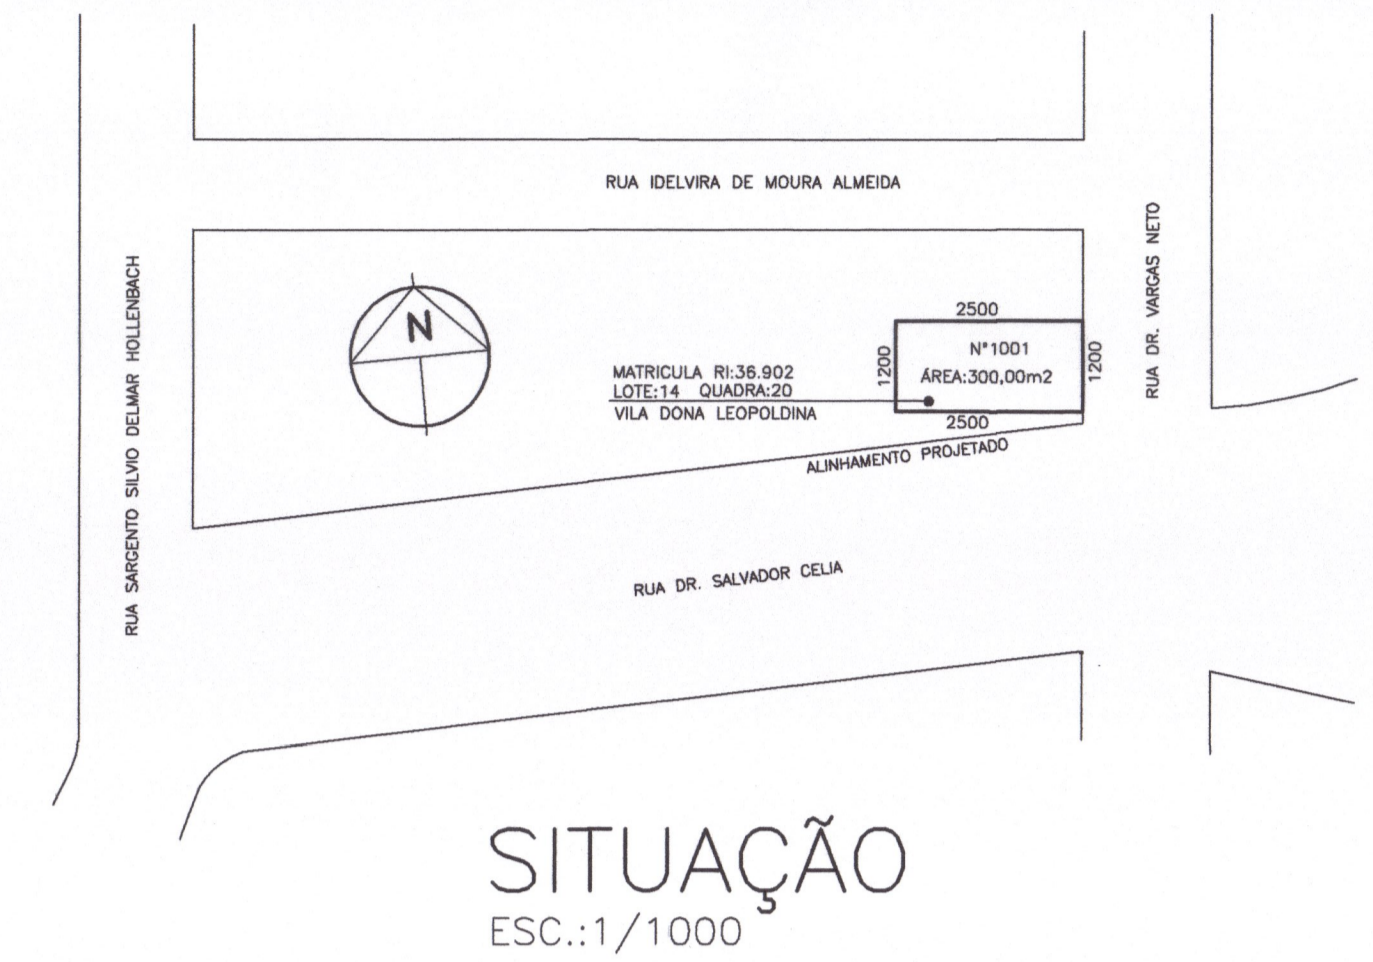 RUA IDELVIRA DE MOURA ALMEIDA
RUA SARGENTO SILVIO DELMAR HOLLENBACH
RUA DR. VARGAS NETO
N
2500
1200
N°1001
ÁREA:300,00m2
1200
2500
MATRICULA RI:36.902
LOTE:14 QUADRA:20
VILA DONA LEOPOLDINA
ALINHAMENTO PROJETADO
RUA DR. SALVADOR CELIA
SITUAÇÃO
ESC.:1/1000